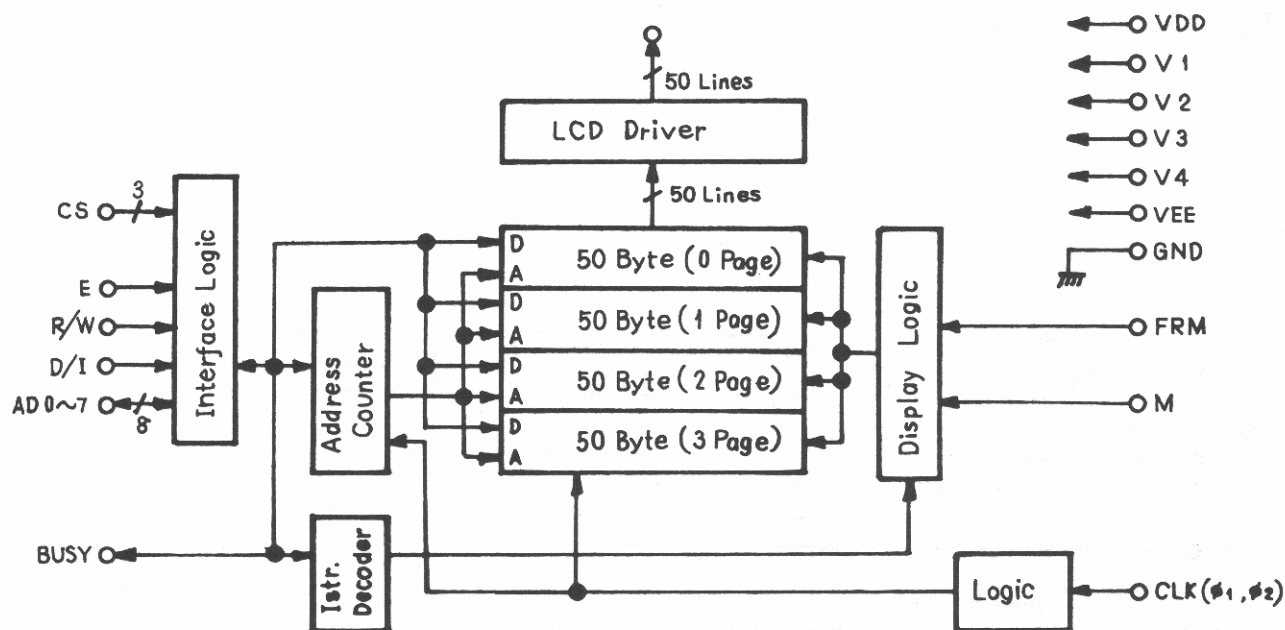 50 Lines
LCD Driver
50 Lines
CS
3
E
R/W
D/I
AD 0~7
8
BUSY
Interface Logic
Address
Counter
Istr.
Decoder
D
A
50 Byte (0 Page)
D
A
50 Byte (1 Page)
D
A
50 Byte (2 Page)
D
A
50 Byte (3 Page)
Display Logic
Logic
VDD
V1
V2
V3
V4
VEE
GND
FRM
M
CLK(ø1,ø2)